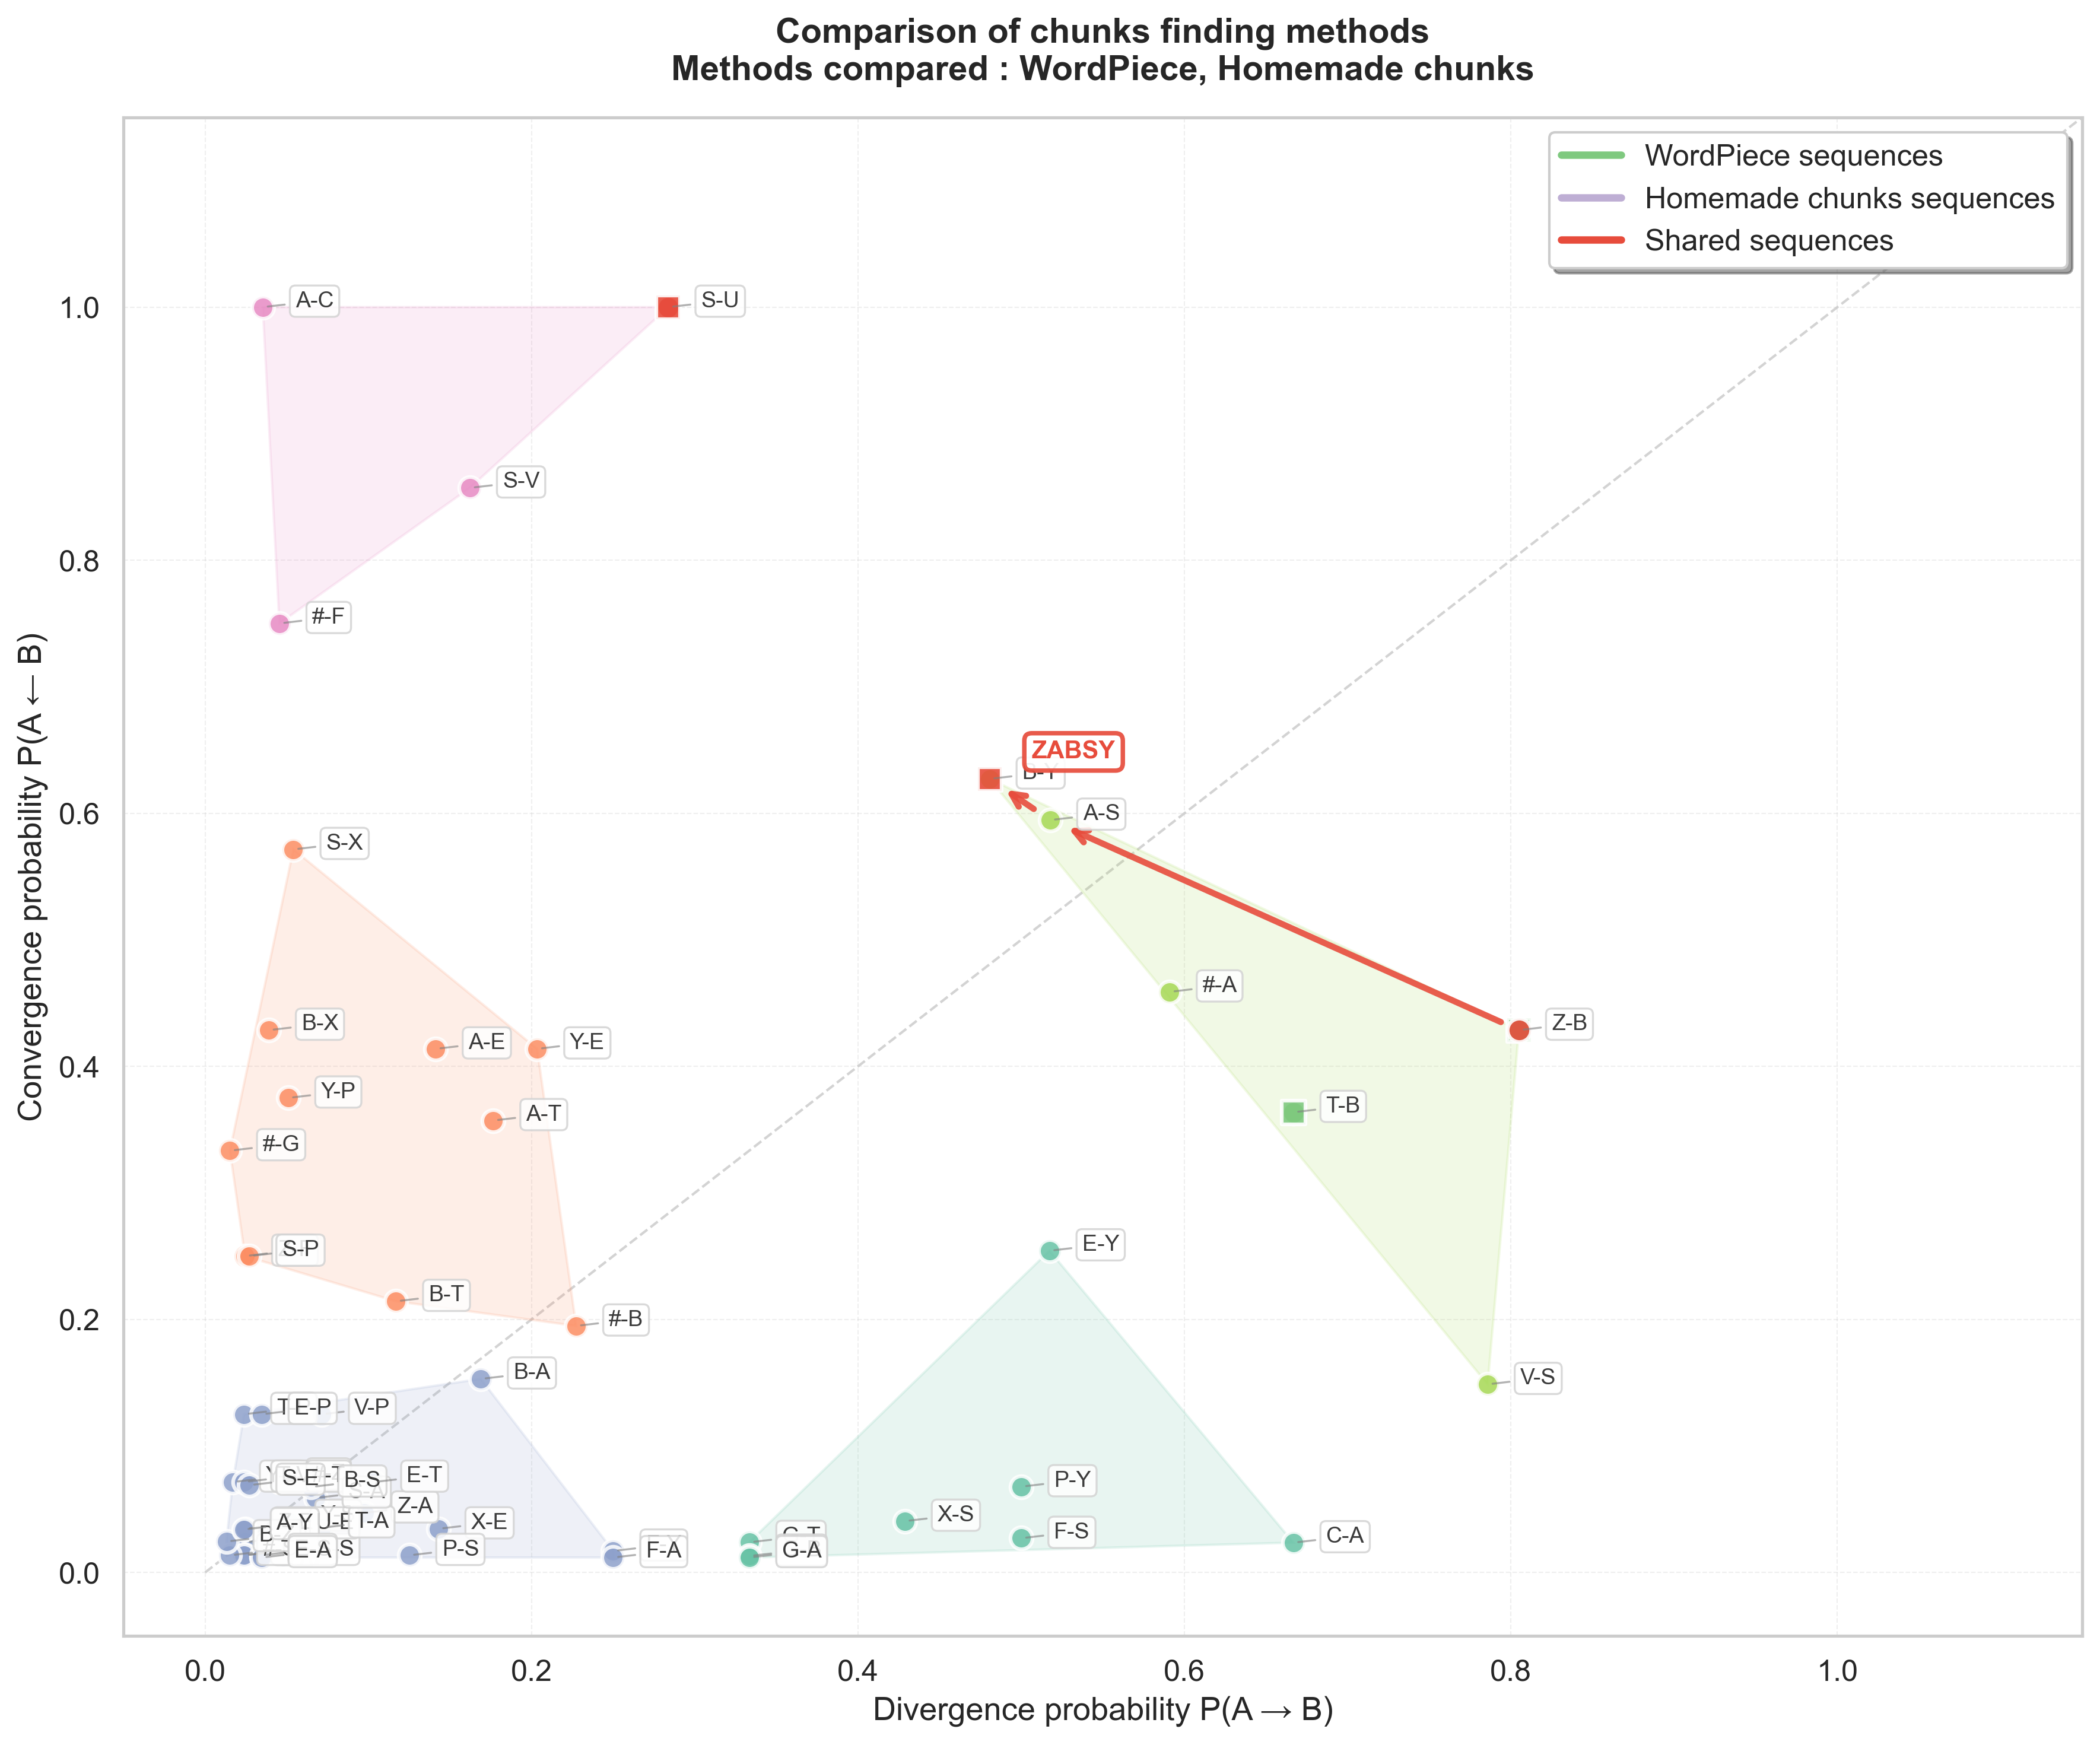 Comparison of chunks finding methods
Methods compared : WordPiece, Homemade chunks
WordPiece sequences
Homemade chunks sequences
Shared sequences
Convergence probability P(A ← B)
1.0
0.8
0.6
0.4
0.2
0.0
A-C
S-U
S-V
#-F
ZABSY
B-Y
A-S
S-X
#-A
B-X
A-E
Y-E
Z-B
Y-P
A-T
T-B
#-G
S-P
E-Y
B-T
#-B
B-A
V-S
E-P
V-P
S-E
B-S
E-T
P-Y
Z-A
A-Y
T-A
X-E
X-S
F-S
C-A
E-A
P-S
F-A
G-A
0.0
0.2
0.4
0.6
0.8
1.0
Divergence probability P(A → B)